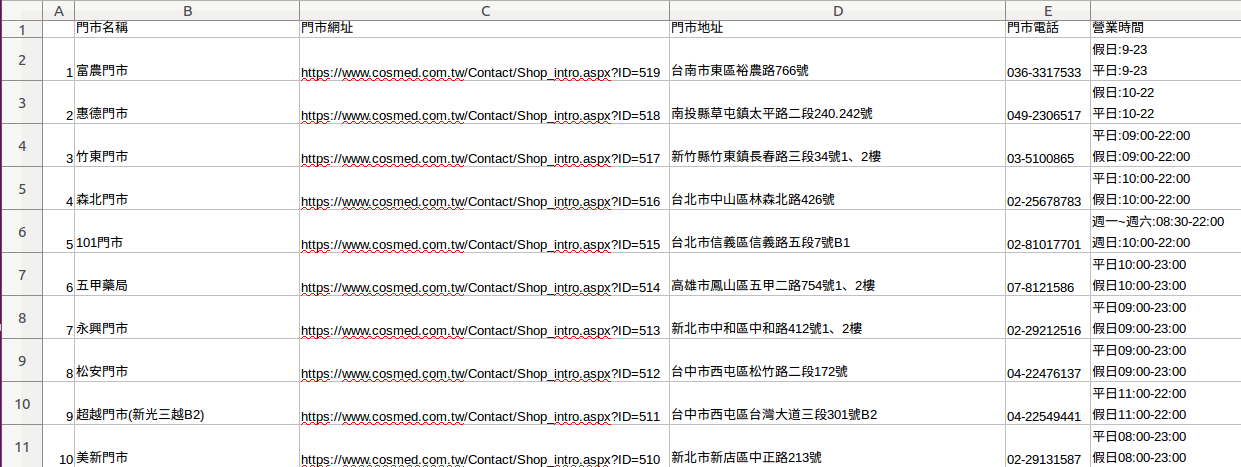 A B C D E
1 門市名稱 門市網址 門市地址 門市電話 營業時間
假日:9-23
2 1 富農門市 https://www.cosmed.com.tw/Contact/Shop_intro.aspx?ID=519 台南市東區裕農路766號 036-3317533 平日:9-23
假日:10-22
3 2 惠德門市 https://www.cosmed.com.tw/Contact/Shop_intro.aspx?ID=518 南投縣草屯鎮太平路二段240.242號 049-2306517 平日:10-22
平日:09:00-22:00
4 3 竹東門市 https://www.cosmed.com.tw/Contact/Shop_intro.aspx?ID=517 新竹縣竹東鎮長春路三段34號1、2樓 03-5100865 假日:09:00-22:00
平日:10:00-22:00
5 4 森北門市 https://www.cosmed.com.tw/Contact/Shop_intro.aspx?ID=516 台北市中山區林森北路426號 02-25678783 假日:10:00-22:00
週一~週六:08:30-22:00
6 5 101門市 https://www.cosmed.com.tw/Contact/Shop_intro.aspx?ID=515 台北市信義區信義路五段7號B1 02-81017701 週日:10:00-22:00
平日10:00-23:00
7 6 五甲藥局 https://www.cosmed.com.tw/Contact/Shop_intro.aspx?ID=514 高雄市鳳山區五甲二路754號1、2樓 07-8121586 假日10:00-23:00
平日09:00-23:00
8 7 永興門市 https://www.cosmed.com.tw/Contact/Shop_intro.aspx?ID=513 新北市中和區中和路412號1、2樓 02-29212516 假日09:00-23:00
平日09:00-23:00
9 8 松安門市 https://www.cosmed.com.tw/Contact/Shop_intro.aspx?ID=512 台中市西屯區松竹路二段172號 04-22476137 假日09:00-23:00
平日11:00-22:00
10 9 超越門市(新光三越B2) https://www.cosmed.com.tw/Contact/Shop_intro.aspx?ID=511 台中市西屯區台灣大道三段301號B2 04-22549441 假日11:00-22:00
平日08:00-23:00
11 10 美新門市 https://www.cosmed.com.tw/Contact/Shop_intro.aspx?ID=510 新北市新店區中正路213號 02-29131587 假日08:00-23:00